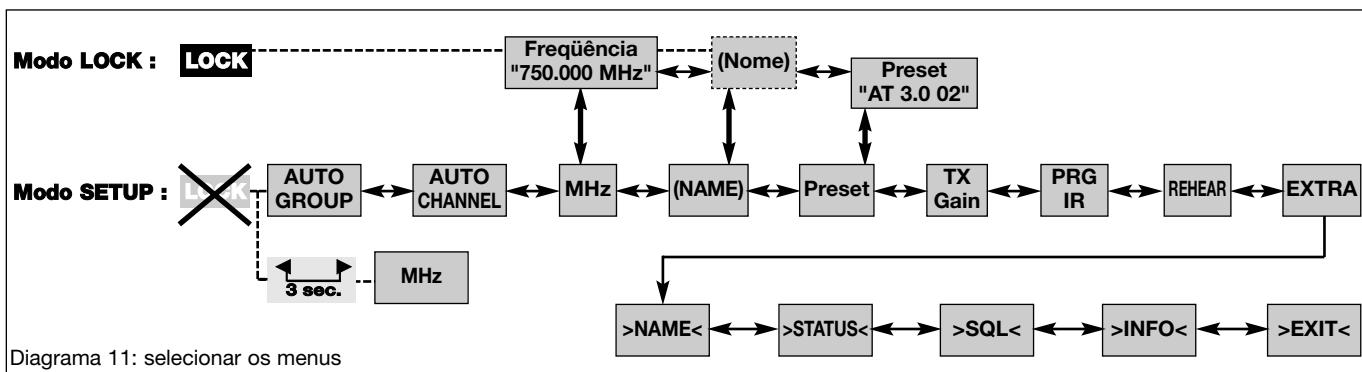 Modo LOCK : LOCK
Freqüência
"750.000 MHz"
(Nome)
Preset
"AT 3.0 02"
Modo SETUP : LOCK
AUTO
GROUP
AUTO
CHANNEL
MHz
(NAME)
Preset
TX
Gain
PRG
IR
REHEAR
EXTRA
3 sec.
MHz
>NAME<
>STATUS<
>SQL<
>INFO<
>EXIT<
Diagrama 11: selecionar os menus